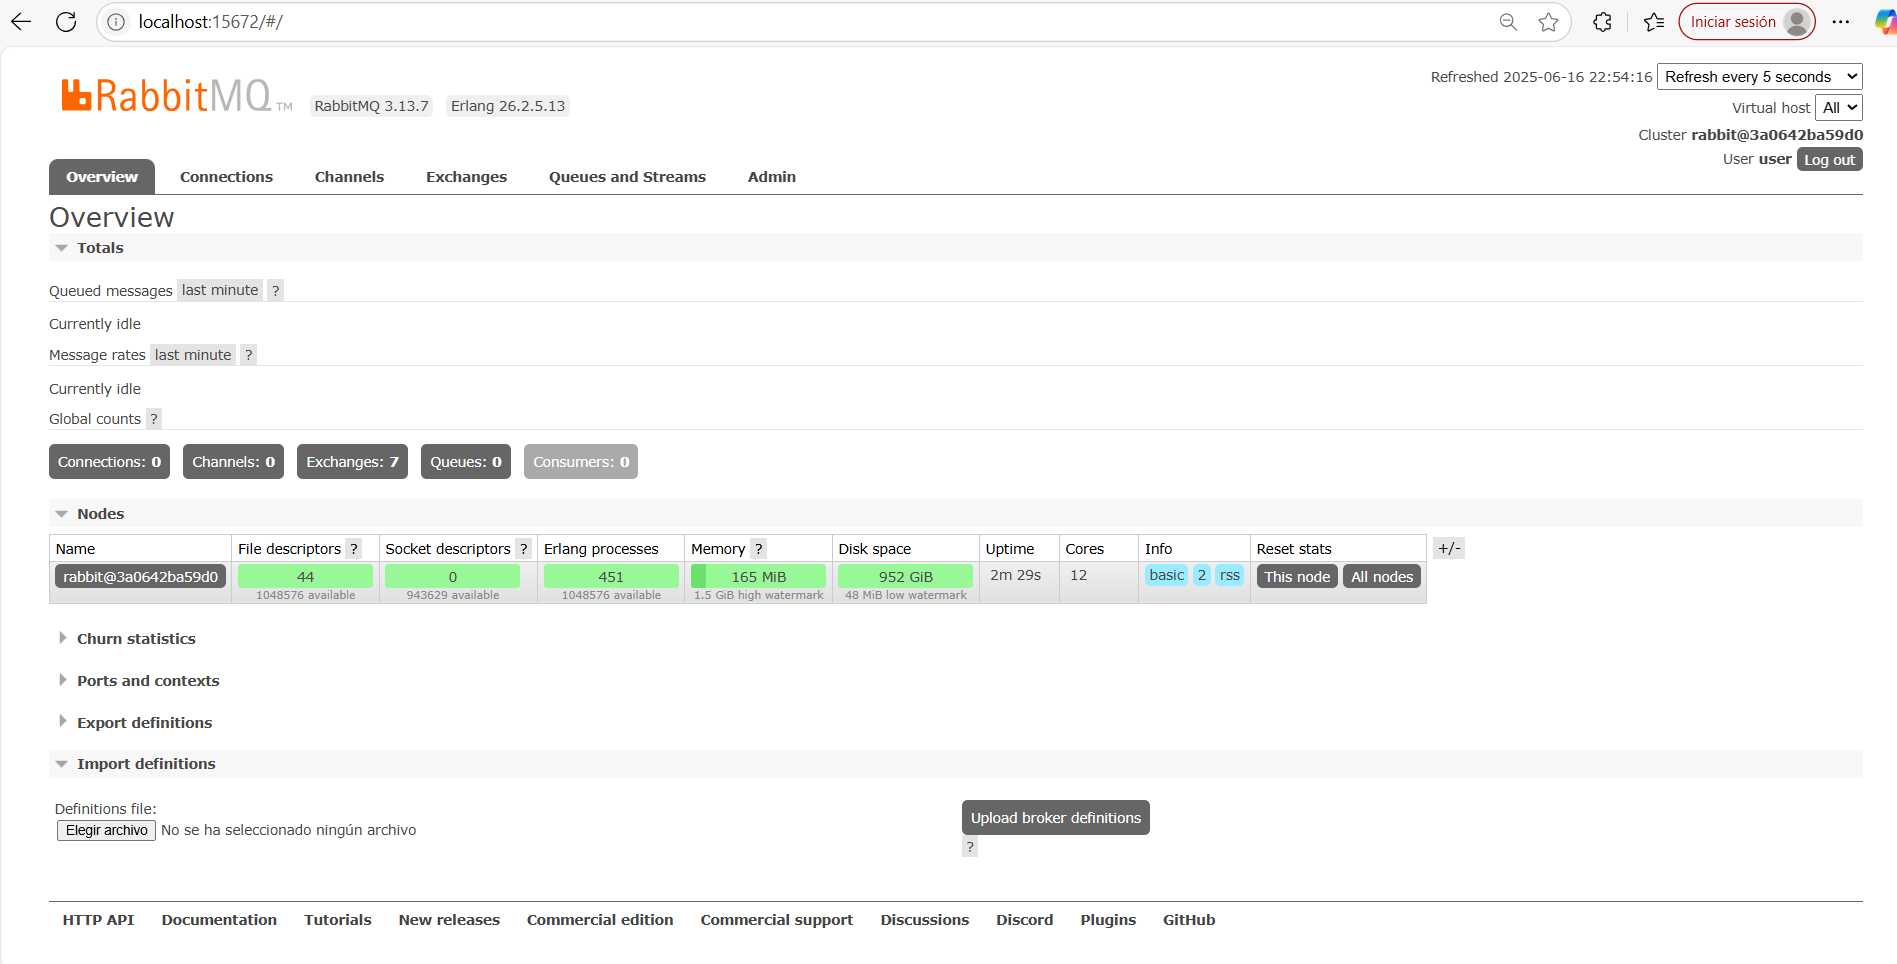 localhost:15672/#/
Iniciar sesión
RabbitMQ TM
RabbitMQ 3.13.7
Erlang 26.2.5.13
Refreshed 2025-06-16 22:54:16 Refresh every 5 seconds
Virtual host All
Cluster rabbit@3a0642ba59d0
User user Log out
Overview Connections Channels Exchanges Queues and Streams Admin
Overview
Totals
Queued messages last minute ?
Currently idle
Message rates last minute ?
Currently idle
Global counts ?
Connections: 0 Channels: 0 Exchanges: 7 Queues: 0 Consumers: 0
Nodes
Name File descriptors ? Socket descriptors ? Erlang processes Memory ? Disk space Uptime Cores Info Reset stats +/-
rabbit@3a0642ba59d0 44 0 451 165 MiB 952 GiB 2m 29s 12 basic 2 rss This node All nodes
1048576 available 943629 available 1048576 available 1.5 GiB high watermark 48 MiB low watermark
Churn statistics
Ports and contexts
Export definitions
Import definitions
Definitions file:
Elegir archivo No se ha seleccionado ningún archivo
Upload broker definitions
?
HTTP API Documentation Tutorials New releases Commercial edition Commercial support Discussions Discord Plugins GitHub